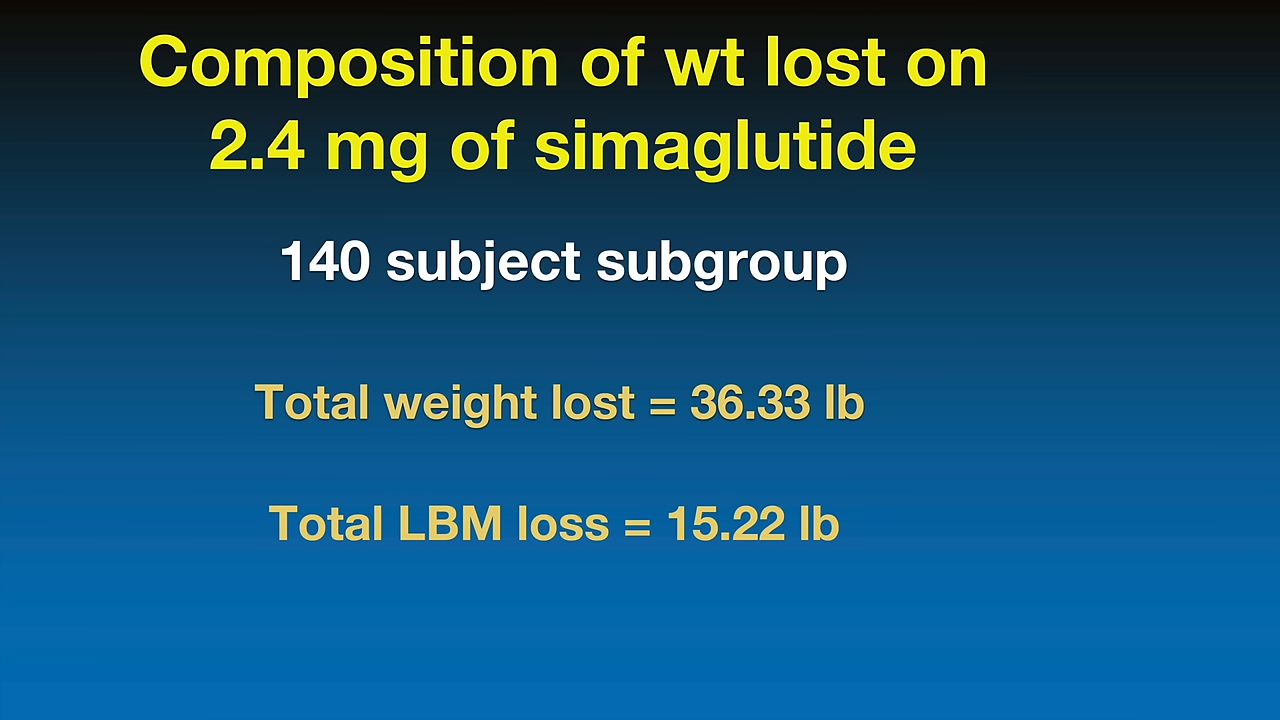 Composition of wt lost on
2.4 mg of simaglutide
140 subject subgroup
Total weight lost = 36.33 lb
Total LBM loss = 15.22 lb